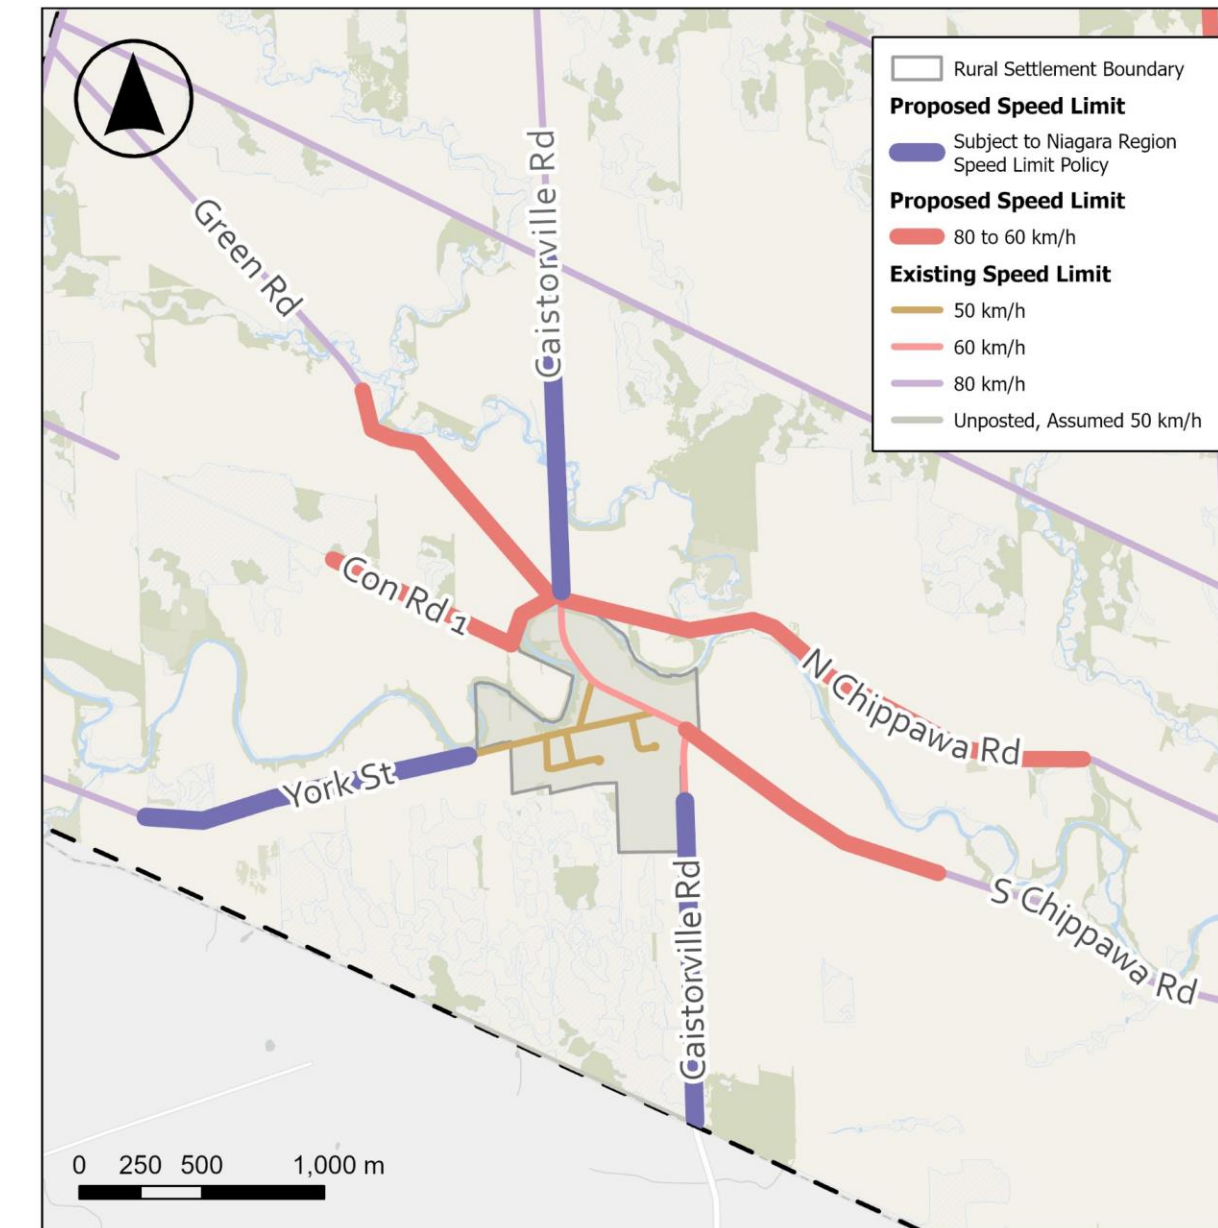 Rural Settlement Boundary
Proposed Speed Limit
Subject to Niagara Region
Speed Limit Policy
Proposed Speed Limit
80 to 60 km/h
Existing Speed Limit
50 km/h
60 km/h
80 km/h
Unposted, Assumed 50 km/h
Green Rd
Caistorville Rd
Con Rd 1
N Chippawa Rd
York St
Caistorville Rd
S Chippawa Rd
0 250 500 1,000 m